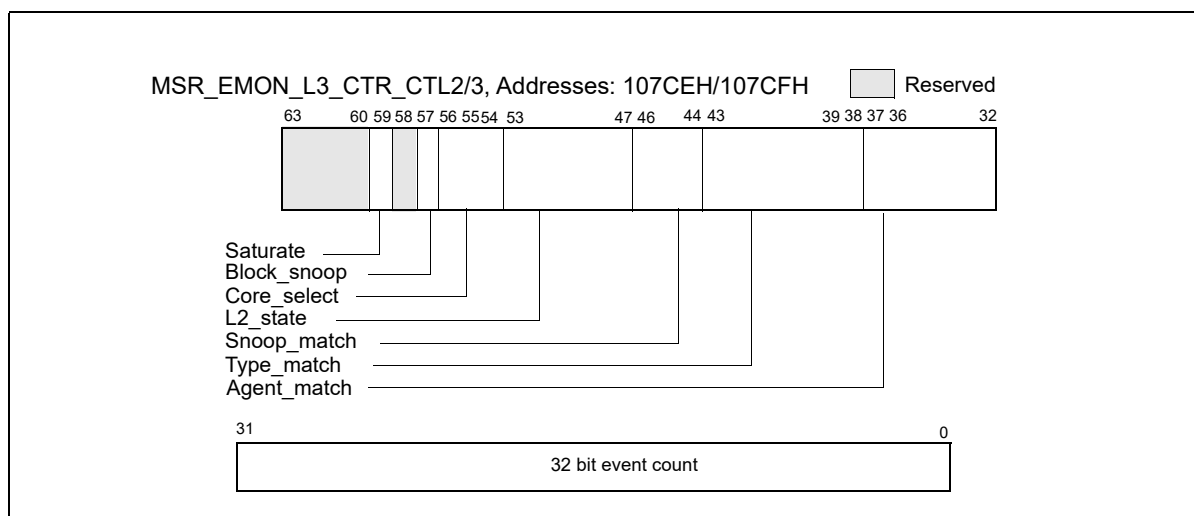 MSR_EMON_L3_CTR_CTL2/3, Addresses: 107CEH/107CFH Reserved
63 60 59 58 57 56 55 54 53 47 46 44 43 39 38 37 36 32
Saturate
Block_snoop
Core_select
L2_state
Snoop_match
Type_match
Agent_match
31 0
32 bit event count